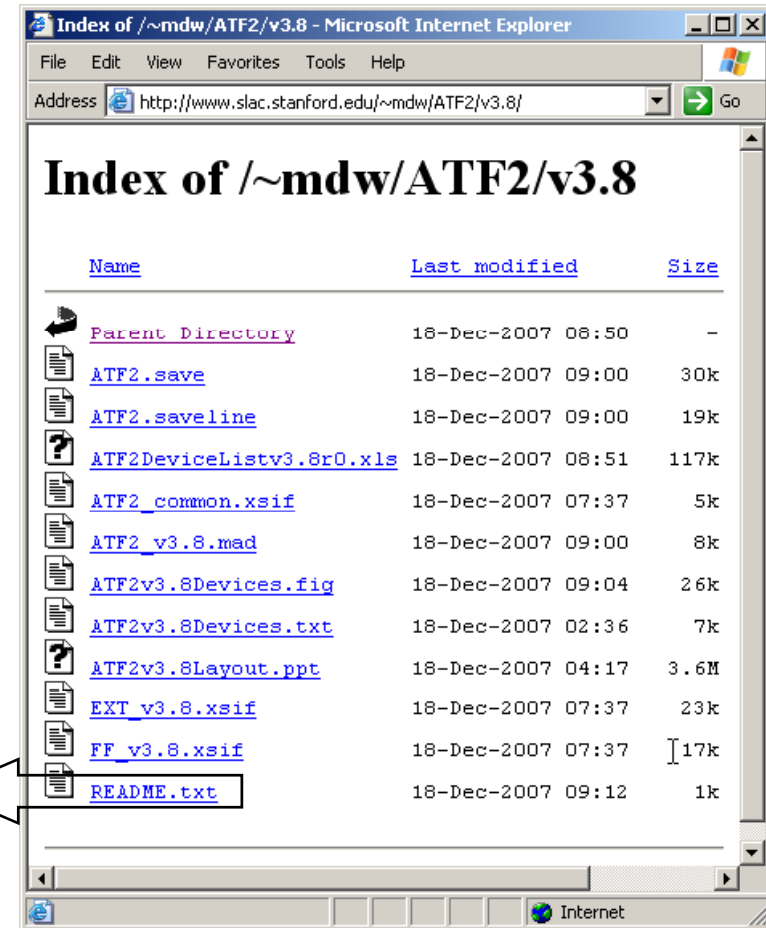 Index of /~mdw/ATF2/v3.8 - Microsoft Internet Explorer
File Edit View Favorites Tools Help
Address http://www.slac.stanford.edu/~mdw/ATF2/v3.8/ Go
Index of /~mdw/ATF2/v3.8
Name Last modified Size
Parent Directory 18-Dec-2007 08:50 -
ATF2.save 18-Dec-2007 09:00 30k
ATF2.saveline 18-Dec-2007 09:00 19k
ATF2DeviceListv3.8r0.xls 18-Dec-2007 08:51 117k
ATF2_common.xsif 18-Dec-2007 07:37 5k
ATF2_v3.8.mad 18-Dec-2007 09:00 8k
ATF2v3.8Devices.fig 18-Dec-2007 09:04 26k
ATF2v3.8Devices.txt 18-Dec-2007 02:36 7k
ATF2v3.8Layout.ppt 18-Dec-2007 04:17 3.6M
EXT_v3.8.xsif 18-Dec-2007 07:37 23k
FF_v3.8.xsif 18-Dec-2007 07:37 17k
README.txt 18-Dec-2007 09:12 1k
Internet